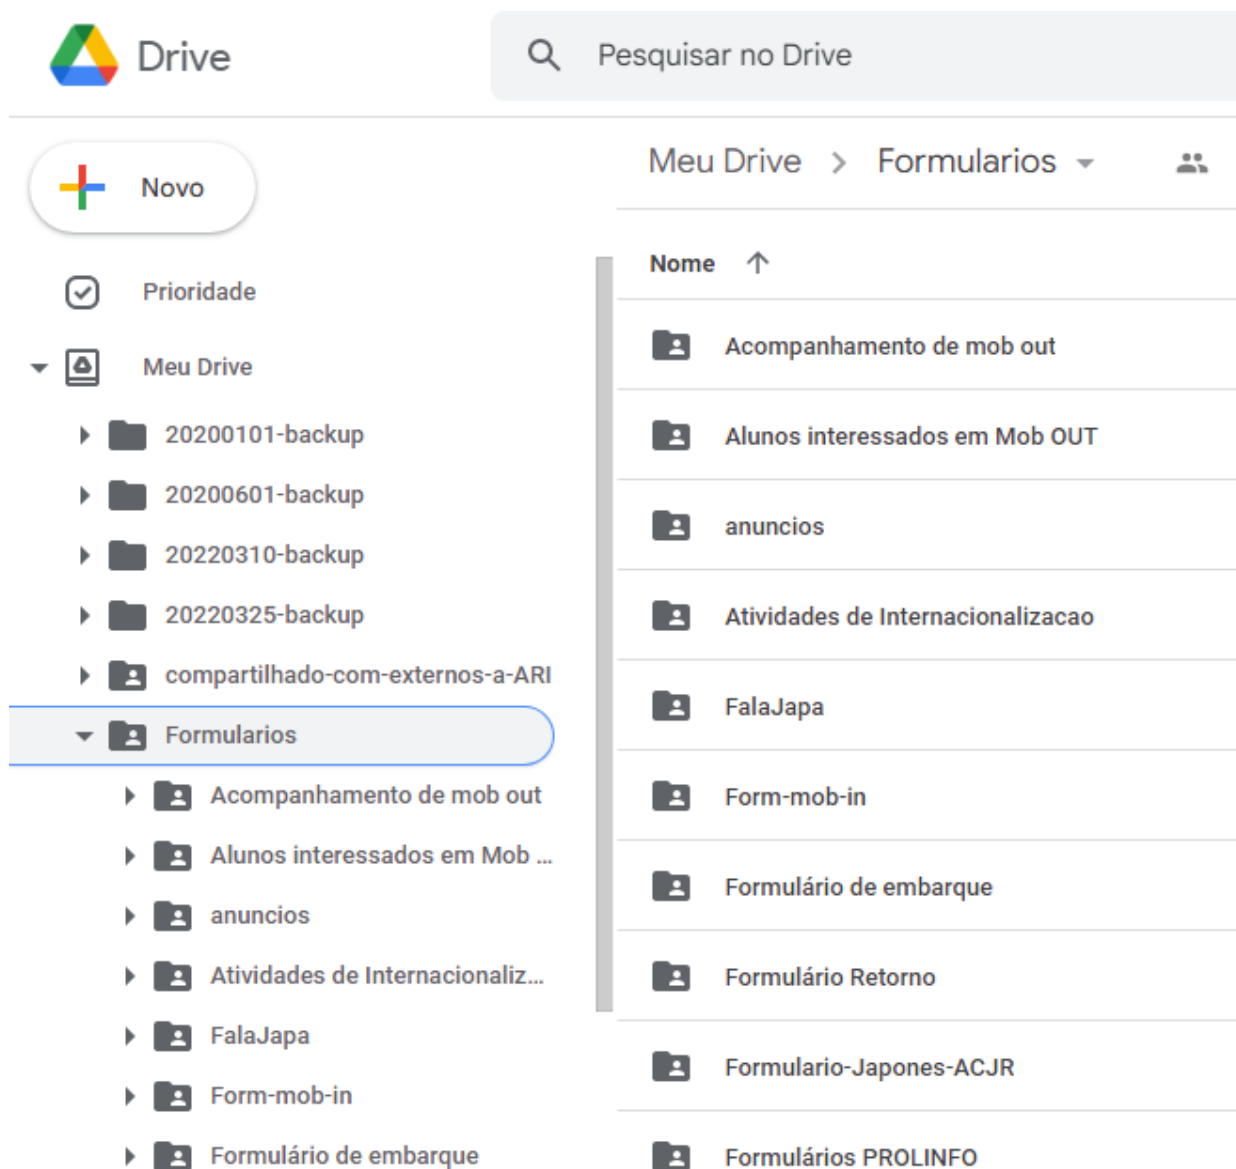 Drive
Pesquisar no Drive
Novo
Prioridade
Meu Drive
20200101-backup
20200601-backup
20220310-backup
20220325-backup
compartilhado-com-externos-a-ARI
Formularios
Acompanhamento de mob out
Alunos interessados em Mob ...
anuncios
Atividades de Internacionaliz...
FalaJapa
Form-mob-in
Formulário de embarque
Meu Drive > Formularios
Nome
Acompanhamento de mob out
Alunos interessados em Mob OUT
anuncios
Atividades de Internacionalizacao
FalaJapa
Form-mob-in
Formulário de embarque
Formulário Retorno
Formulario-Japones-ACJR
Formulários PROLINFO